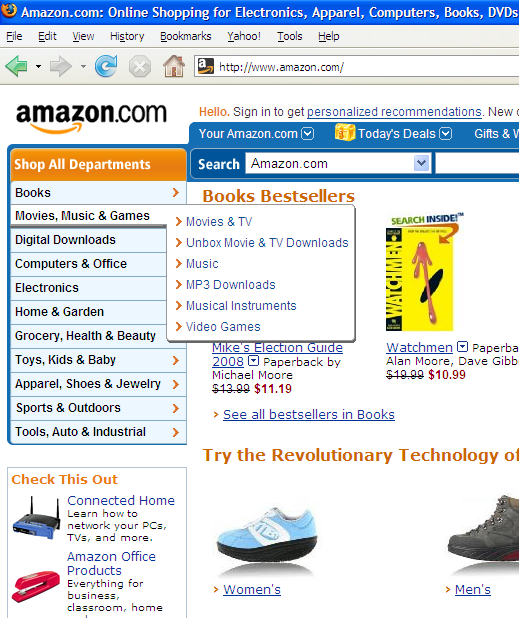 Amazon.com: Online Shopping for Electronics, Apparel, Computers, Books, DVDs
File Edit View History Bookmarks Yahoo! Tools Help
http://www.amazon.com/
amazon.com
Hello. Sign in to get personalized recommendations. New
Your Amazon.com Today's Deals Gifts & W
Shop All Departments
Search Amazon.com
Books
Movies, Music & Games
Digital Downloads
Computers & Office
Electronics
Home & Garden
Grocery, Health & Beauty
Toys, Kids & Baby
Apparel, Shoes & Jewelry
Sports & Outdoors
Tools, Auto & Industrial
Movies & TV
Unbox Movie & TV Downloads
Music
MP3 Downloads
Musical Instruments
Video Games
Books Bestsellers
SEARCH INSIDE!™
WATCHMEN
Mike's Election Guide
2008 Paperback by
Michael Moore
$13.99 $11.19
Watchmen Paperba
Alan Moore, Dave Gibb
$19.99 $10.99
See all bestsellers in Books
Check This Out
Connected Home
Learn how to
network your PCs,
TVs, and more.
Amazon Office
Products
Everything for
business,
classroom, home
Try the Revolutionary Technology of
Women's
Men's